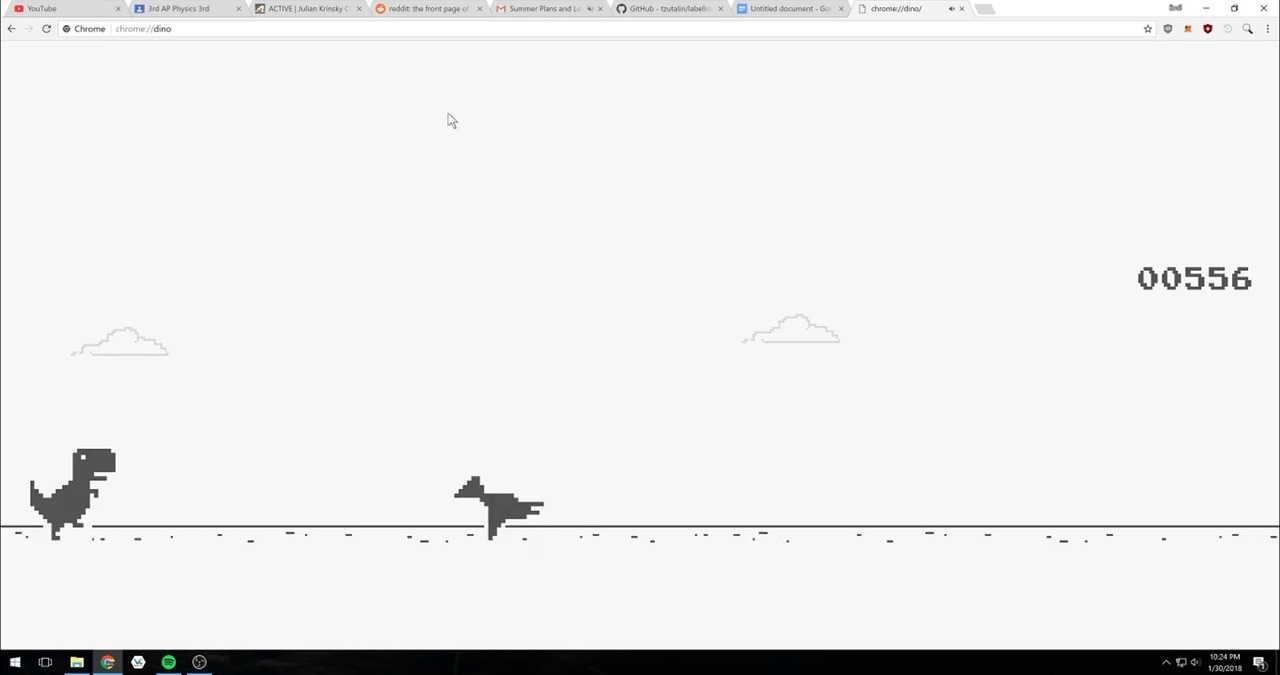 YouTube
3rd AP Physics 3rd
ACTIVE | Julian Krinsky C
reddit: the front page of
Summer Plans and Le
GitHub - tzutalin/labelIm
Untitled document - Goo
chrome://dino/
Chrome
chrome://dino
00556
10:24 PM
1/30/2018